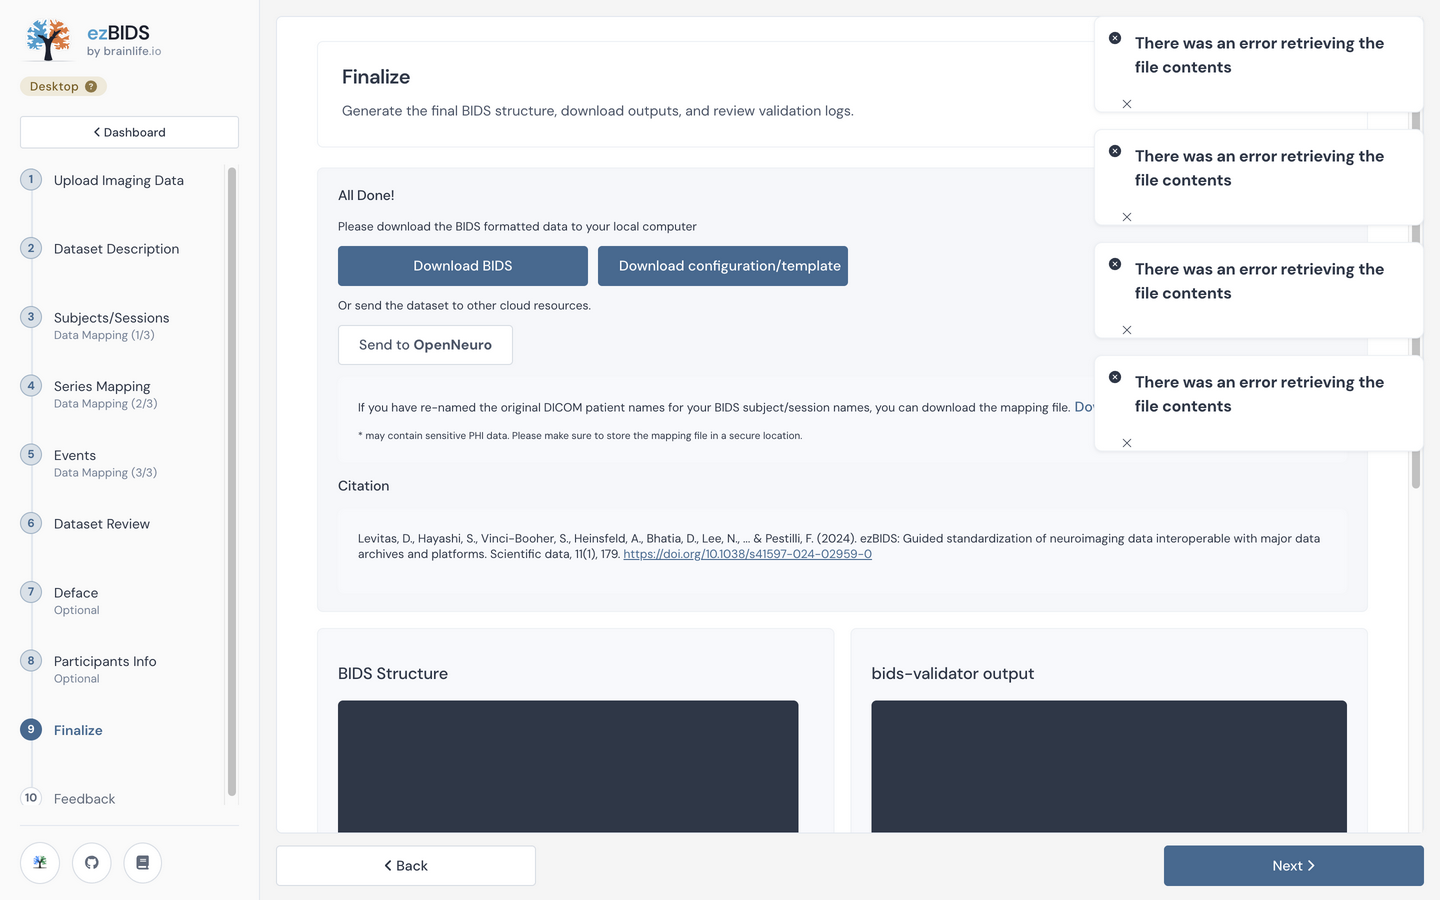 ezBIDS
by brainlife.io
Desktop ?
Dashboard
1 Upload Imaging Data
2 Dataset Description
3 Subjects/Sessions
Data Mapping (1/3)
4 Series Mapping
Data Mapping (2/3)
5 Events
Data Mapping (3/3)
6 Dataset Review
7 Deface
Optional
8 Participants Info
Optional
9 Finalize
10 Feedback
Finalize
Generate the final BIDS structure, download outputs, and review validation logs.
All Done!
Please download the BIDS formatted data to your local computer
Download BIDS
Download configuration/template
Or send the dataset to other cloud resources.
Send to OpenNeuro
If you have re-named the original DICOM patient names for your BIDS subject/session names, you can download the mapping file.
* may contain sensitive PHI data. Please make sure to store the mapping file in a secure location.
Citation
Levitas, D., Hayashi, S., Vinci-Booher, S., Heinsfeld, A., Bhatia, D., Lee, N., ... & Pestilli, F. (2024). ezBIDS: Guided standardization of neuroimaging data interoperable with major data
archives and platforms. Scientific data, 11(1), 179. https://doi.org/10.1038/s41597-024-02959-0
BIDS Structure
bids-validator output
Back
Next
There was an error retrieving the
file contents
There was an error retrieving the
file contents
There was an error retrieving the
file contents
There was an error retrieving the
file contents